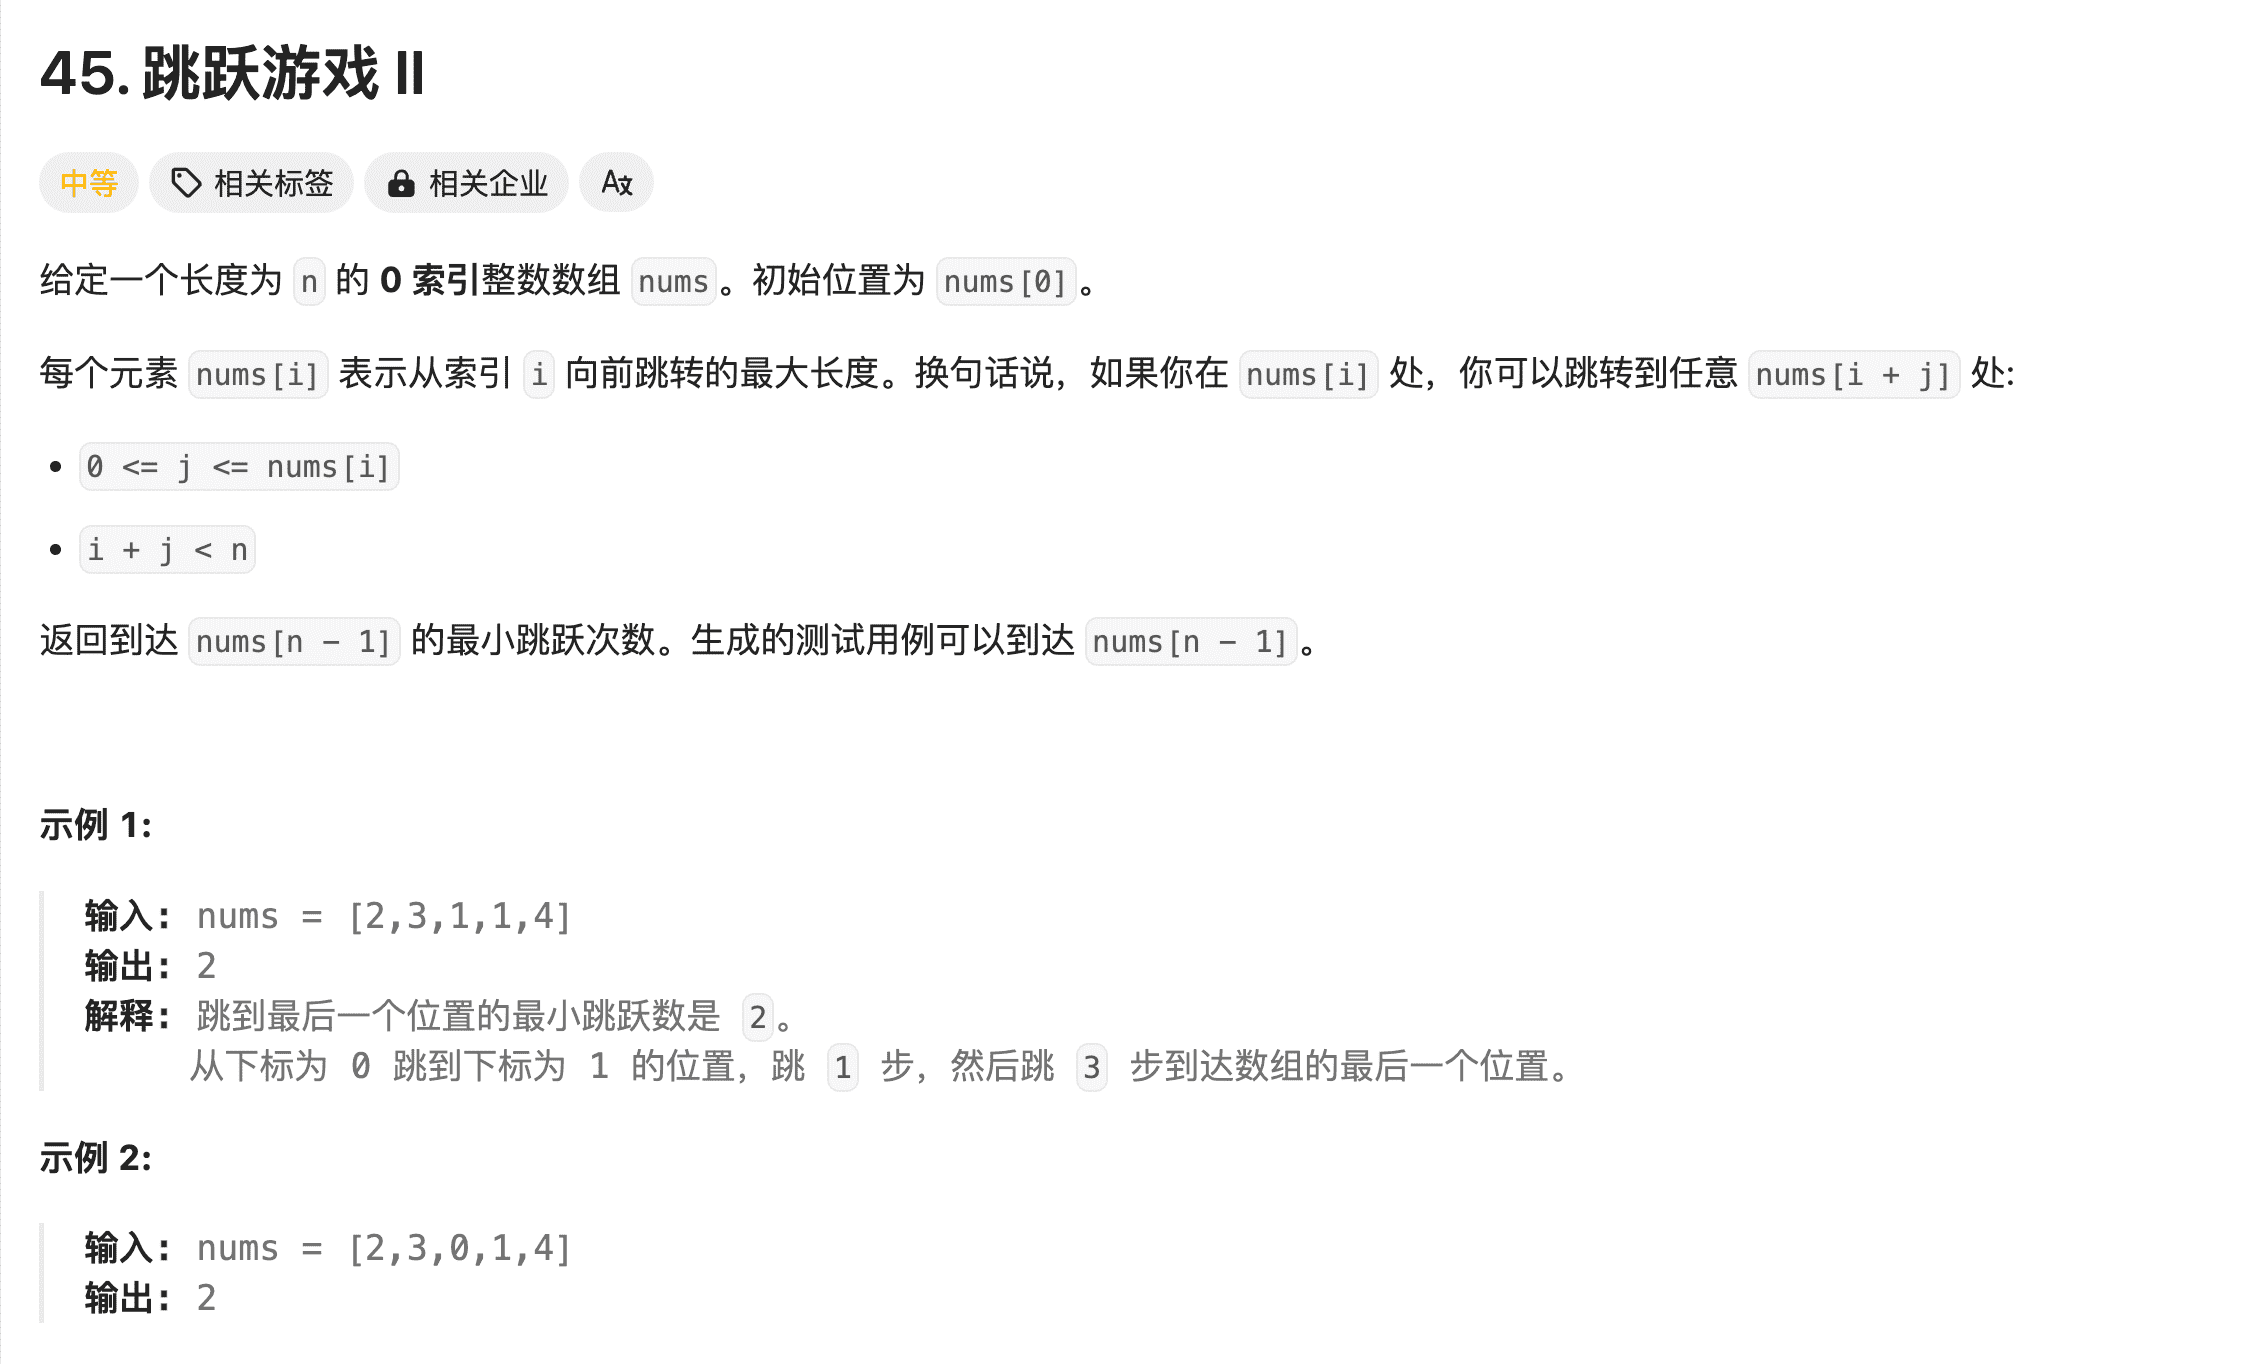 45. 跳跃游戏 II
中等 相关标签 相关企业 A文
给定一个长度为 n 的 0 索引整数数组 nums。初始位置为 nums[0]。
每个元素 nums[i] 表示从索引 i 向前跳转的最大长度。换句话说，如果你在 nums[i] 处，你可以跳转到任意 nums[i + j] 处:
• 0 <= j <= nums[i]
• i + j < n
返回到达 nums[n - 1] 的最小跳跃次数。生成的测试用例可以到达 nums[n - 1]。
示例 1:
输入: nums = [2,3,1,1,4]
输出: 2
解释: 跳到最后一个位置的最小跳跃数是 2。
从下标为 0 跳到下标为 1 的位置，跳 1 步，然后跳 3 步到达数组的最后一个位置。
示例 2:
输入: nums = [2,3,0,1,4]
输出: 2